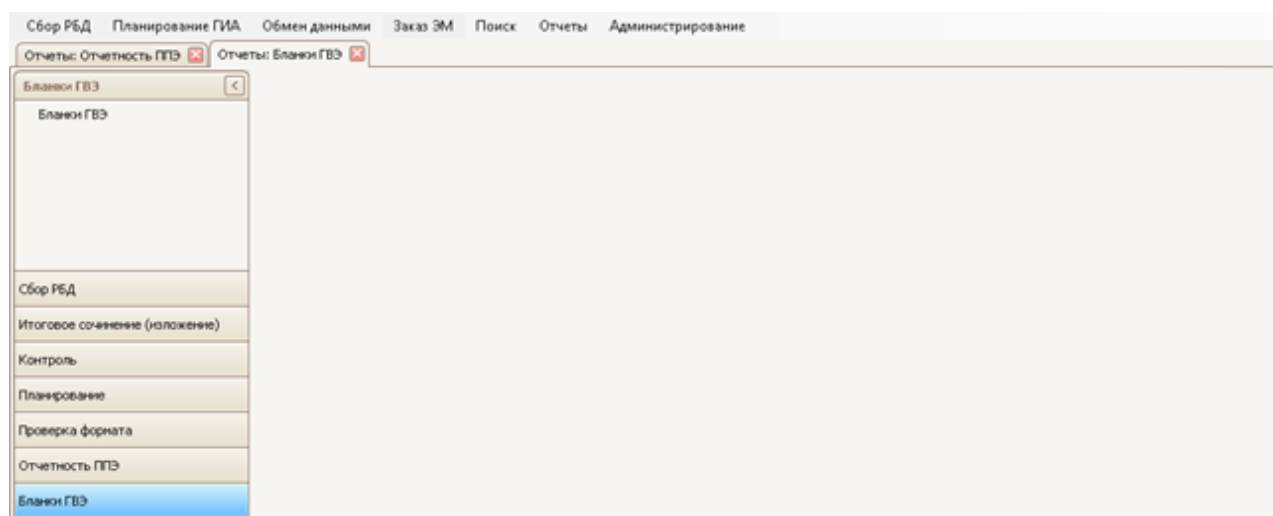 Сбор РБД Планирование ГИА Обмен данными Заказ ЭМ Поиск Отчеты Администрирование
Отчеты: Отчетность ППЭ Отчеты: Бланки ГВЭ
Бланки ГВЭ
Бланки ГВЭ
Сбор РБД
Итоговое сочинение (изложение)
Контроль
Планирование
Проверка формата
Отчетность ППЭ
Бланки ГВЭ